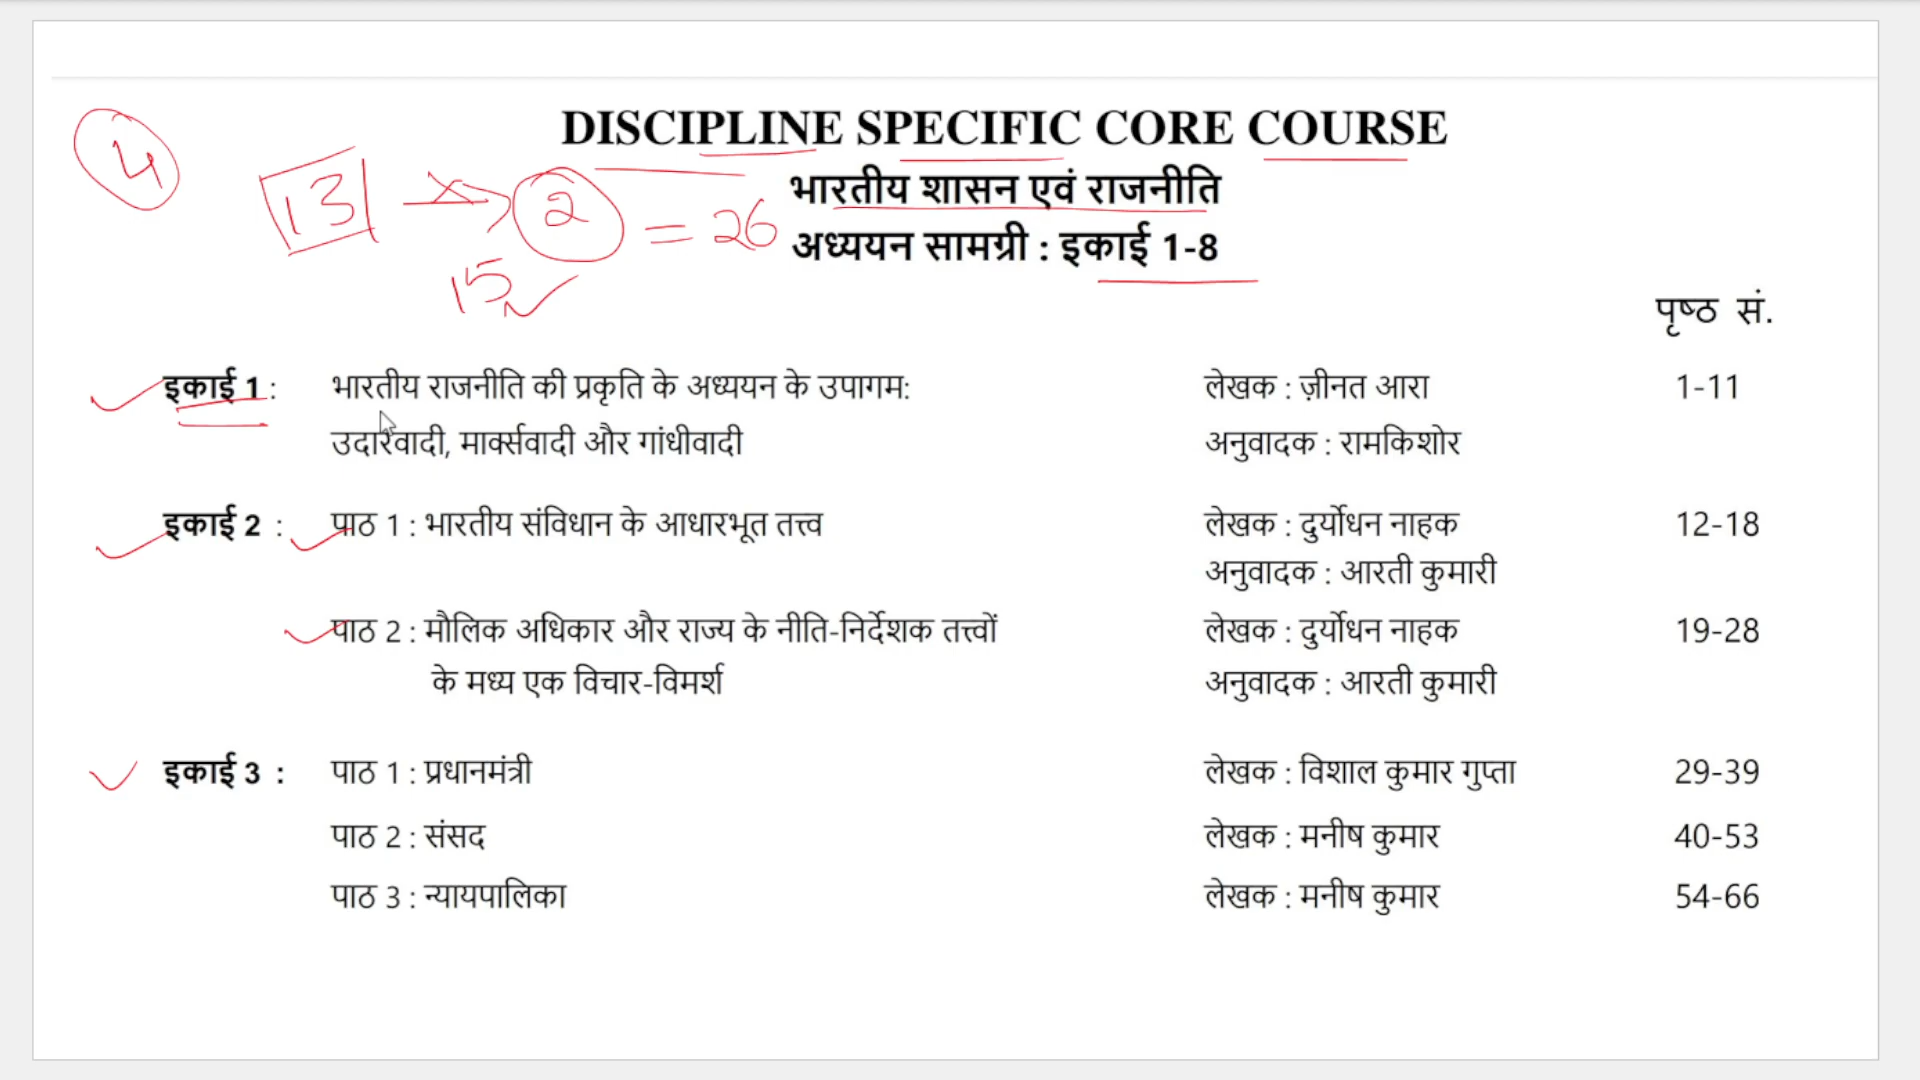 DISCIPLINE SPECIFIC CORE COURSE
भारतीय शासन एवं राजनीति
अध्ययन सामग्री : इकाई 1-8
4
13 → 2 = 26
15
पृष्ठ सं.
इकाई 1 : भारतीय राजनीति की प्रकृति के अध्ययन के उपागम: लेखक : ज़ीनत आरा 1-11
उदारवादी, मार्क्सवादी और गांधीवादी अनुवादक : रामकिशोर
इकाई 2 : पाठ 1 : भारतीय संविधान के आधारभूत तत्त्व लेखक : दुर्योधन नाहक 12-18
अनुवादक : आरती कुमारी
पाठ 2 : मौलिक अधिकार और राज्य के नीति-निर्देशक तत्त्वों लेखक : दुर्योधन नाहक 19-28
के मध्य एक विचार-विमर्श अनुवादक : आरती कुमारी
इकाई 3 : पाठ 1 : प्रधानमंत्री लेखक : विशाल कुमार गुप्ता 29-39
पाठ 2 : संसद लेखक : मनीष कुमार 40-53
पाठ 3 : न्यायपालिका लेखक : मनीष कुमार 54-66